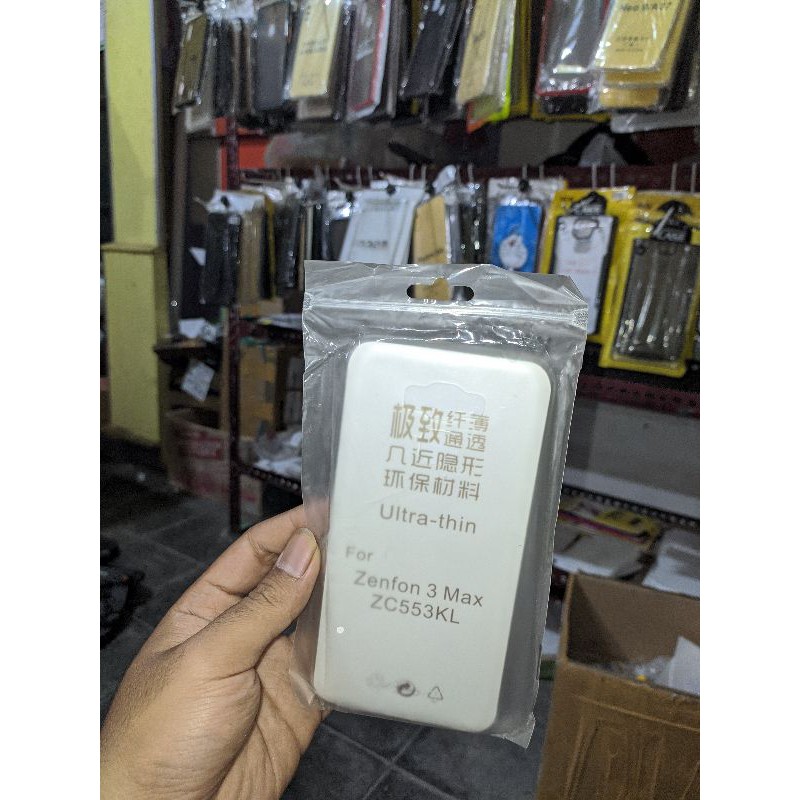 极致纤薄
通透
几近隐形
环保材料
Ultra-thin
For
Zenfon 3 Max
ZC553KL